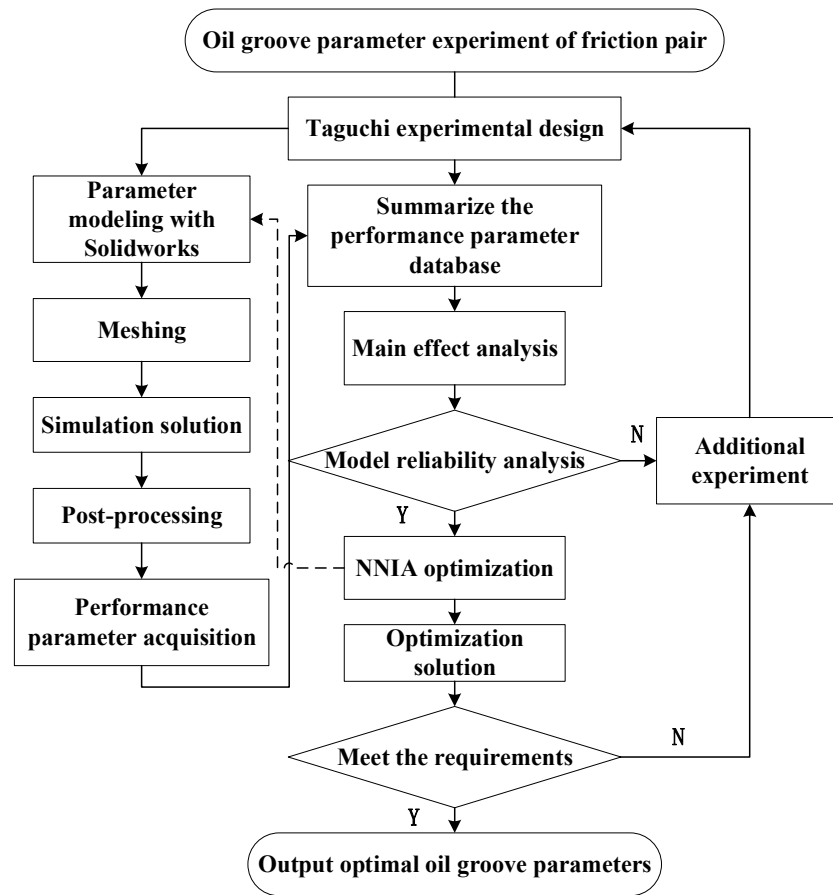 Oil groove parameter experiment of friction pair
Taguchi experimental design
Parameter
modeling with
Solidworks
Summarize the
performance parameter
database
Meshing
Main effect analysis
Simulation solution
Model reliability analysis
N
Additional
experiment
Post-processing
Y
NNIA optimization
Performance
parameter acquisition
Optimization
solution
Meet the requirements
N
Y
Output optimal oil groove parameters